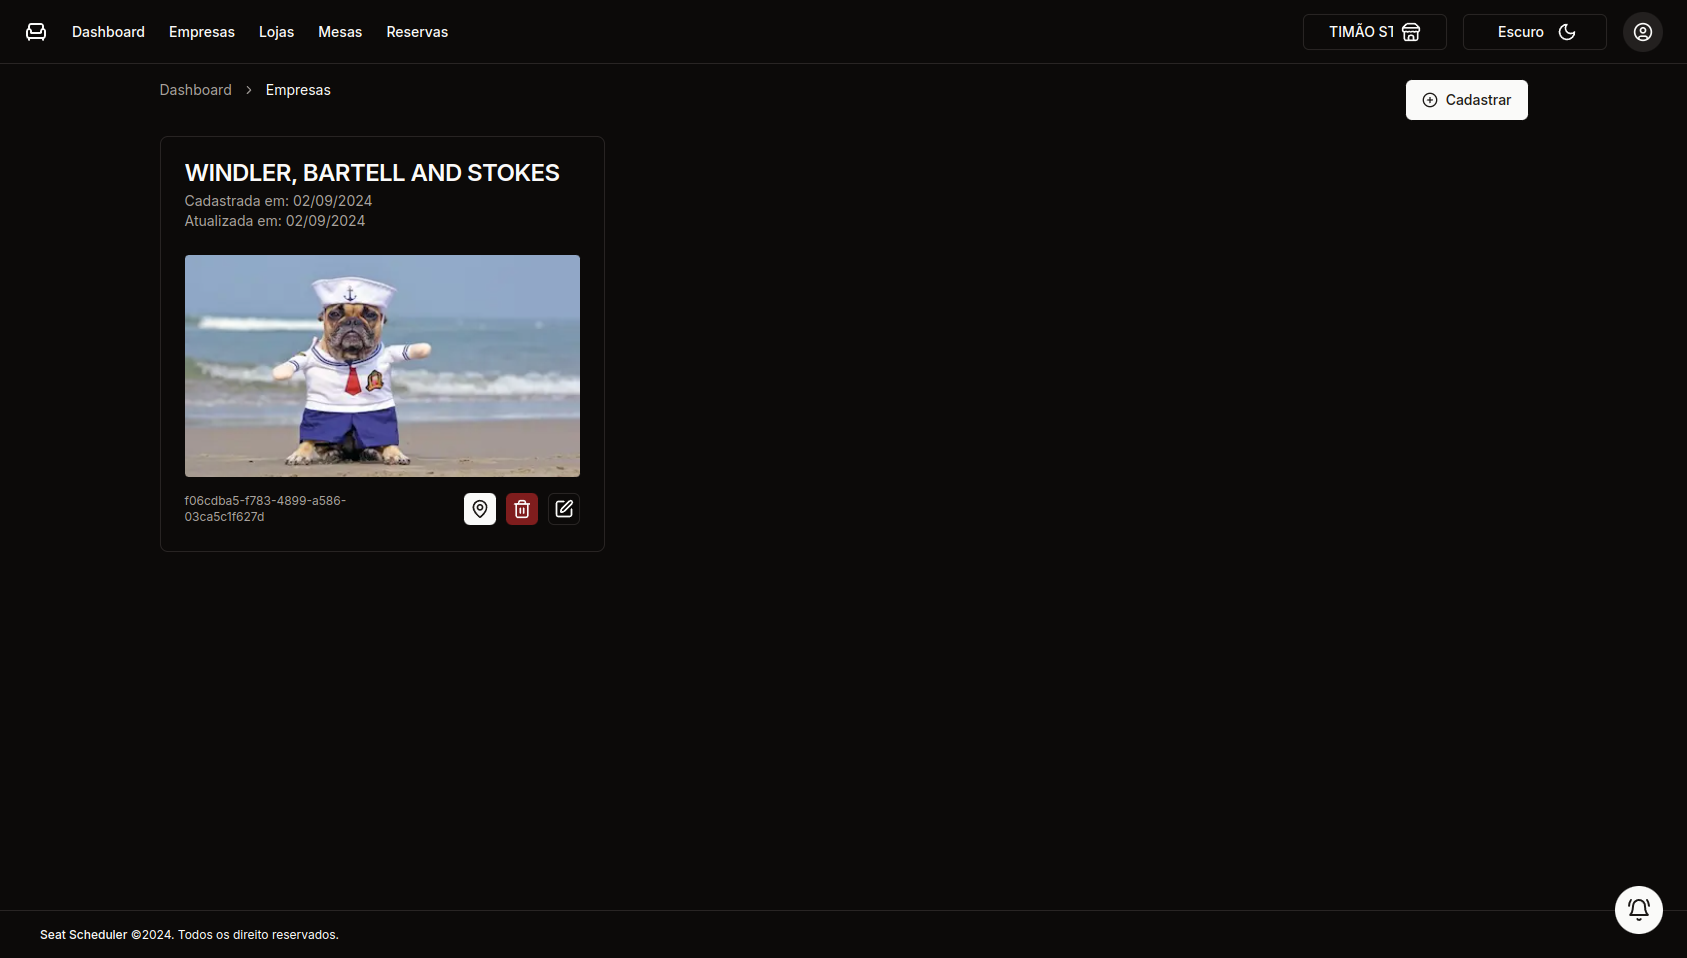 Dashboard Empresas Lojas Mesas Reservas TIMÃO ST Escuro
Dashboard > Empresas
Cadastrar
WINDLER, BARTELL AND STOKES
Cadastrada em: 02/09/2024
Atualizada em: 02/09/2024
f06cdba5-f783-4899-a586-
03ca5c1f627d
Seat Scheduler ©2024. Todos os direito reservados.